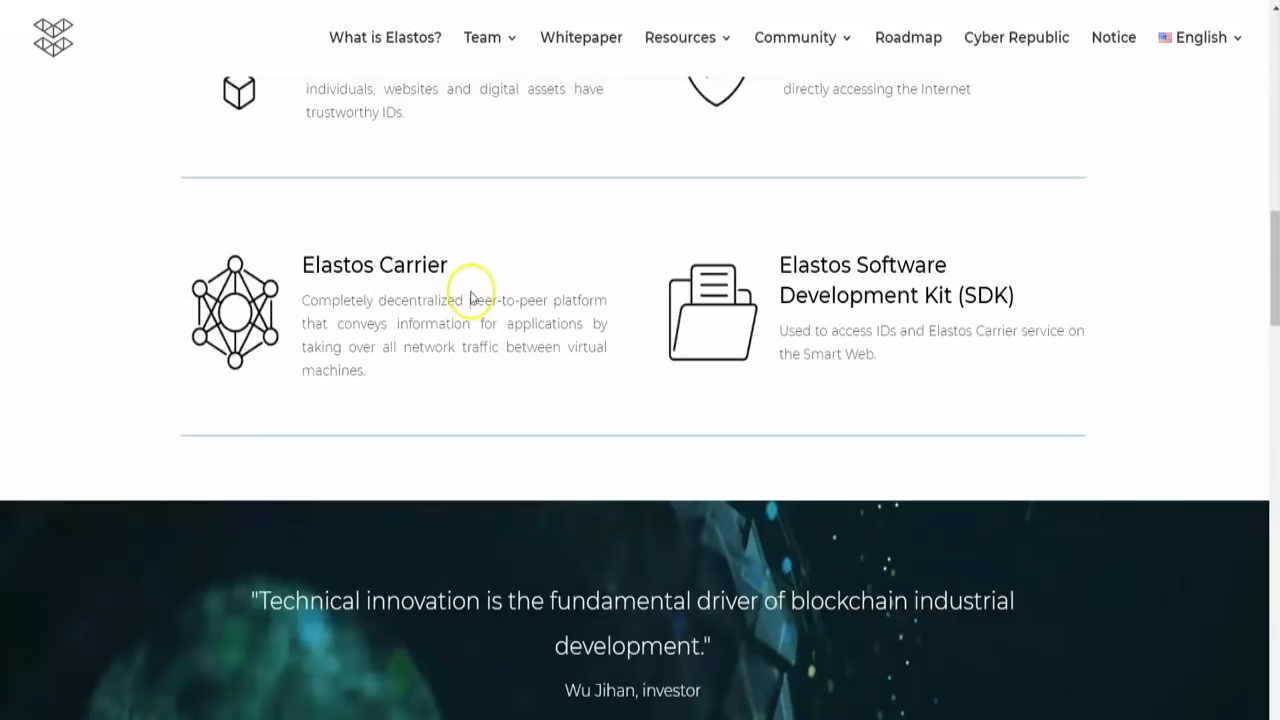 What is Elastos? Team Whitepaper Resources Community Roadmap Cyber Republic Notice English
individuals, websites and digital assets have
trustworthy IDs.
directly accessing the Internet
Elastos Carrier
Completely decentralized peer-to-peer platform
that conveys information for applications by
taking over all network traffic between virtual
machines.
Elastos Software
Development Kit (SDK)
Used to access IDs and Elastos Carrier service on
the Smart Web.
"Technical innovation is the fundamental driver of blockchain industrial
development."
Wu Jihan, investor